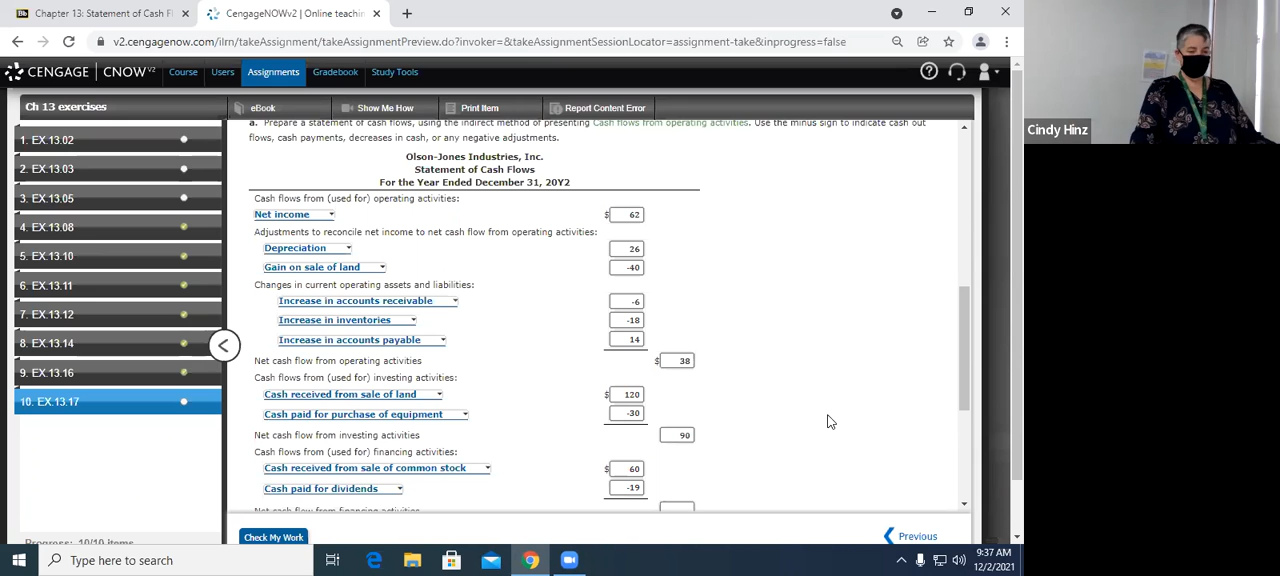 Chapter 13: Statement of Cash F
CengageNOWv2 | Online teachin
v2.cengagenow.com/ilrn/takeAssignment/takeAssignmentPreview.do?invoker=&takeAssignmentSessionLocator=assignment-take&inprogress=false
CENGAGE | CNOWV2 Course Users Assignments Gradebook Study Tools
Ch 13 exercises
eBook Show Me How Print Item Report Content Error
1. EX.13.02
2. EX.13.03
3. EX.13.05
4. EX.13.08
5. EX.13.10
6. EX.13.11
7. EX.13.12
8. EX.13.14
9. EX.13.16
10. EX.13.17
a. Prepare a statement of cash flows, using the indirect method of presenting Cash flows from operating activities. Use the minus sign to indicate cash out
flows, cash payments, decreases in cash, or any negative adjustments.
Olson-Jones Industries, Inc.
Statement of Cash Flows
For the Year Ended December 31, 20Y2
Cash flows from (used for) operating activities:
Net income $ 62
Adjustments to reconcile net income to net cash flow from operating activities:
Depreciation 26
Gain on sale of land -40
Changes in current operating assets and liabilities:
Increase in accounts receivable -6
Increase in inventories -18
Increase in accounts payable 14
Net cash flow from operating activities $ 38
Cash flows from (used for) investing activities:
Cash received from sale of land $ 120
Cash paid for purchase of equipment -30
Net cash flow from investing activities 90
Cash flows from (used for) financing activities:
Cash received from sale of common stock $ 60
Cash paid for dividends -19
Net cash flow from financing activities
Progress: 10/10 items
Check My Work
Previous
Type here to search
9:37 AM
12/2/2021
Cindy Hinz